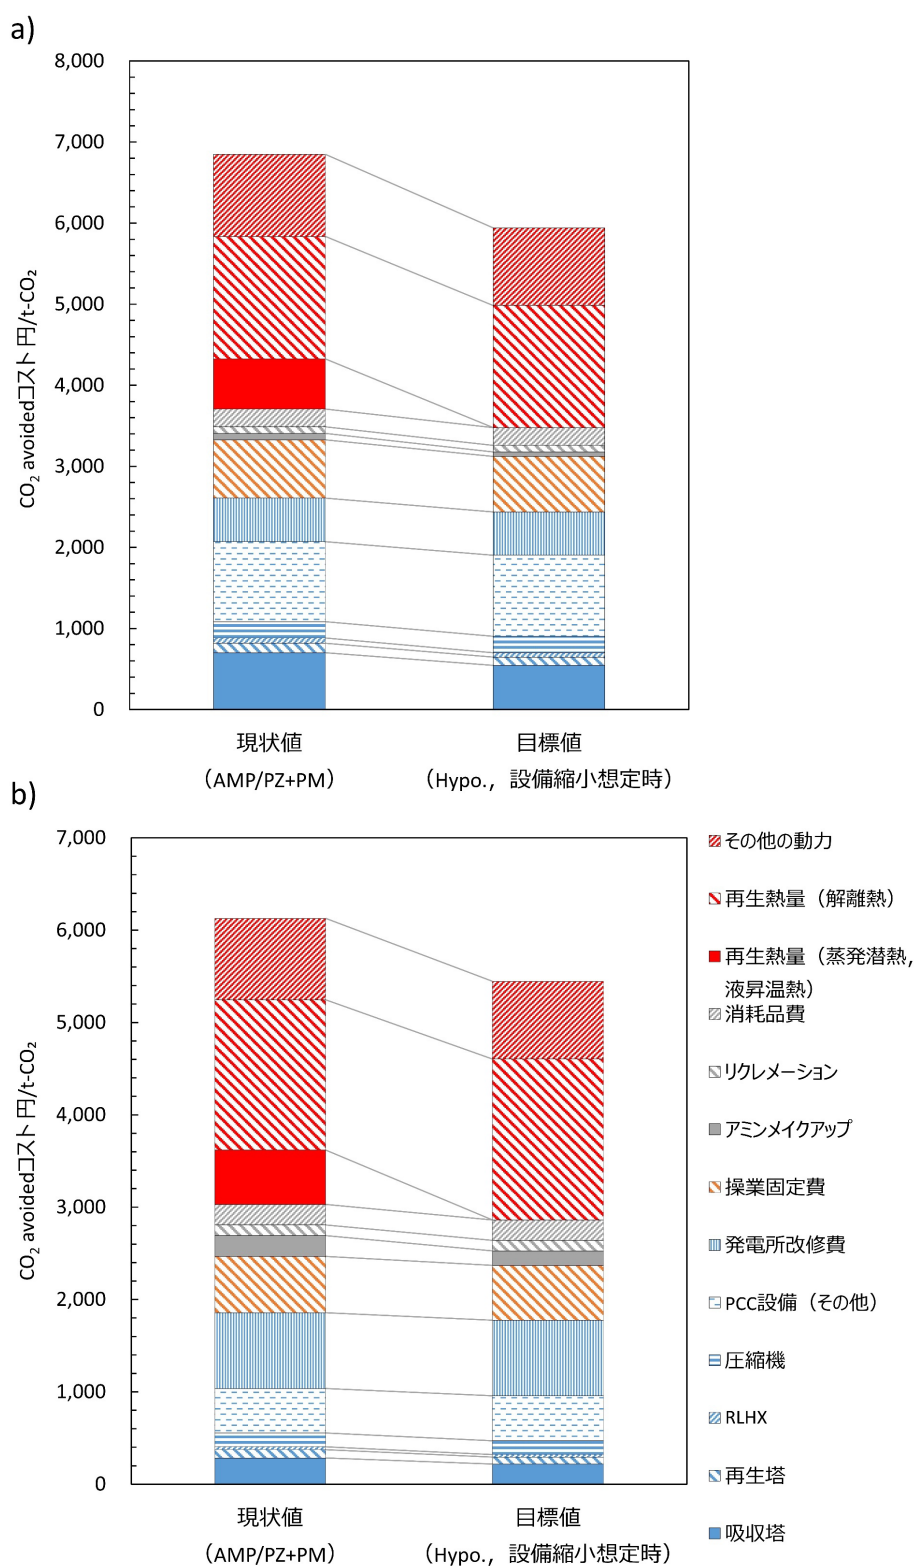 a)
8,000
7,000
6,000
5,000
4,000
3,000
2,000
1,000
0
CO₂ avoidedコスト 円/t-CO₂
現状値
（AMP/PZ+PM）
目標値
（Hypo.，設備縮小想定時）
b)
7,000
6,000
5,000
4,000
3,000
2,000
1,000
0
CO₂ avoidedコスト 円/t-CO₂
現状値
（AMP/PZ+PM）
目標値
（Hypo.，設備縮小想定時）
その他の動力
再生熱量（解離熱）
再生熱量（蒸発潜熱，
液昇温熱）
消耗品費
リクレメーション
アミンメイクアップ
操業固定費
発電所改修費
PCC設備（その他）
圧縮機
RLHX
再生塔
吸収塔